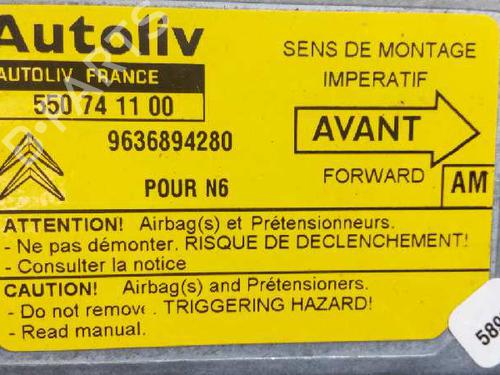 Autoliv
AUTOLIV FRANCE
550 74 11 00
9636894280
POUR N6
SENS DE MONTAGE
IMPERATIF
AVANT
FORWARD
AM
ATTENTION! Airbag(s) et Prétensionneurs.
- Ne pas démonter. RISQUE DE DECLENCHEMENT!
- Consulter la notice
CAUTION! Airbag(s) and Prétensioners.
- Do not remove. TRIGGERING HAZARD!
- Read manual.